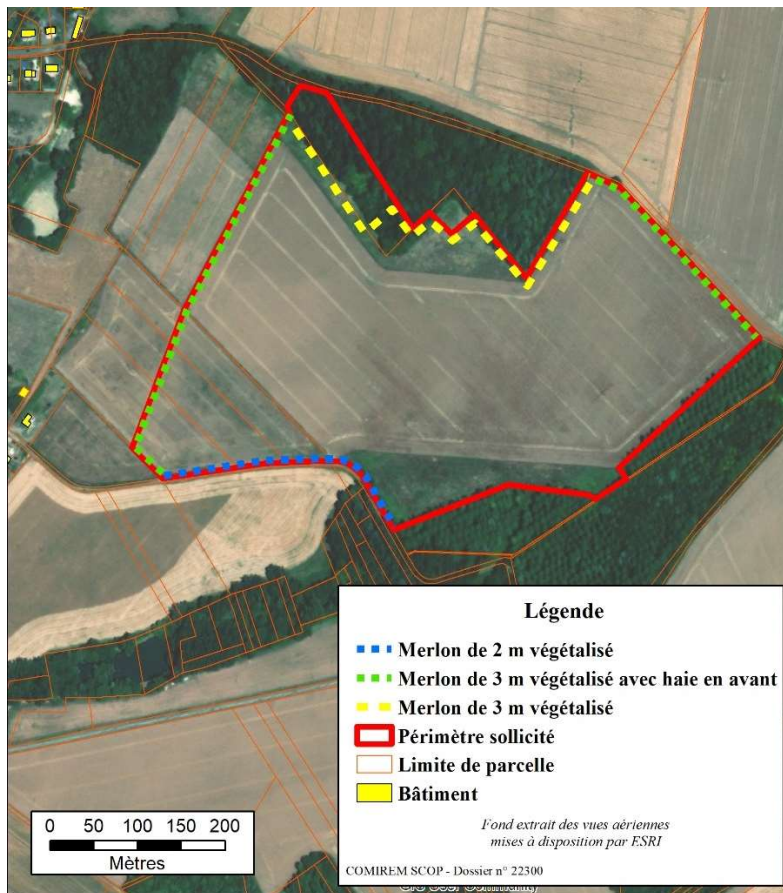 Légende
Merlon de 2 m végétalisé
Merlon de 3 m végétalisé avec haie en avant
Merlon de 3 m végétalisé
Périmètre sollicité
Limite de parcelle
Bâtiment
Fond extrait des vues aériennes
mises à disposition par ESRI
COMIREM SCOP - Dossier n° 22300
0 50 100 150 200
Mètres